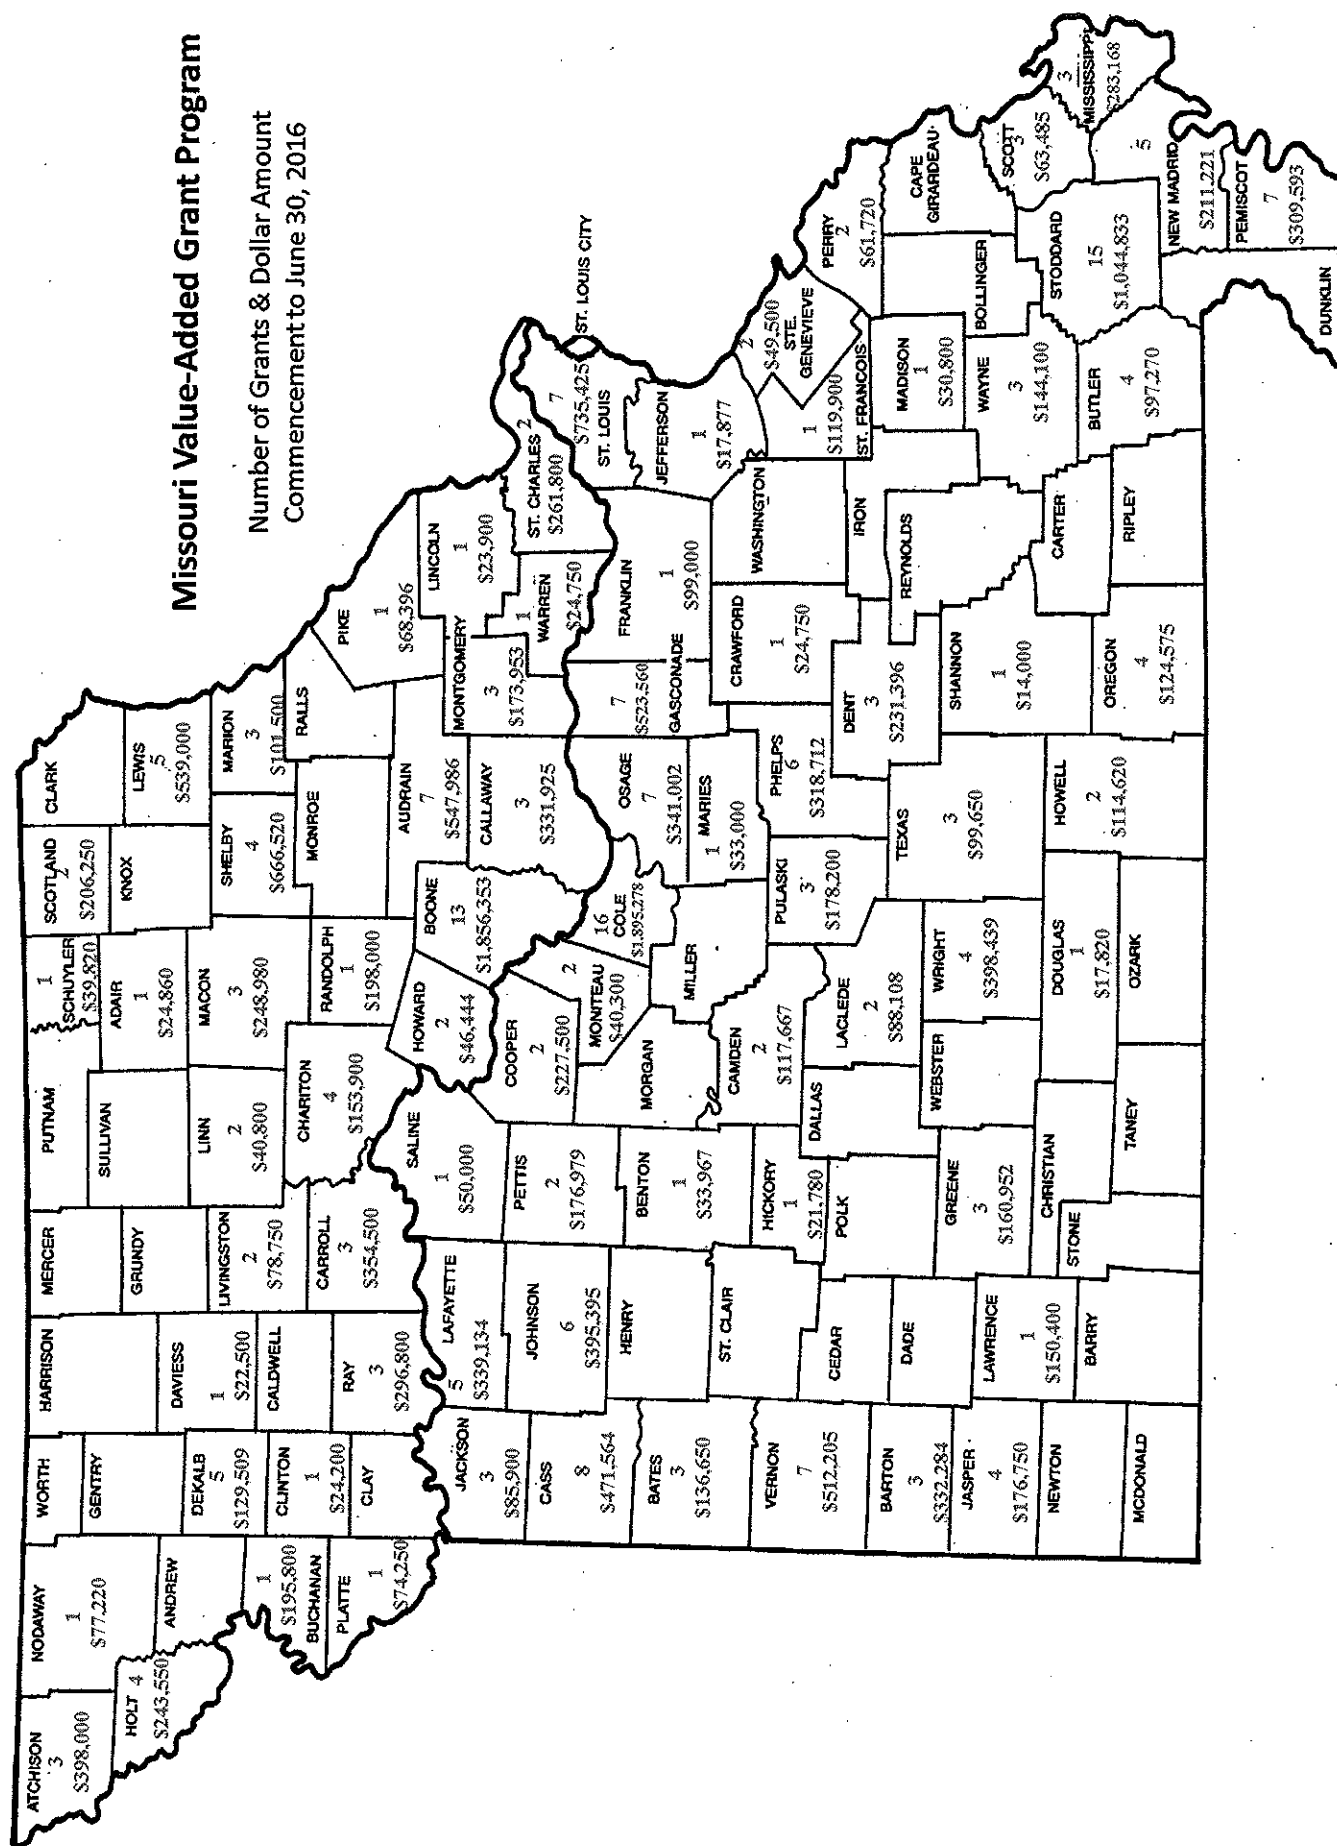 Missouri Value-Added Grant Program
Number of Grants & Dollar Amount
Commencement to June 30, 2016
ATCHISON
3
$398,000
NODAWAY
1
$77,220
HOLT 4
$243,550
ANDREW
1
$195,800
BUCHANAN
PLATTE
1
$74,250
WORTH
GENTRY
DEKALB
5
$129,509
CLINTON
1
$24,200
CLAY
HARRISON
DAVIESS
1
$22,500
CALDWELL
RAY
3
$296,800
MERCER
GRUNDY
LIVINGSTON
2
$78,750
CARROLL
3
$354,500
PUTNAM
SULLIVAN
LINN
2
$40,800
CHARITON
4
$153,900
1
SCHUYLER
$39,820
ADAIR
1
$24,860
MACON
3
$248,980
RANDOLPH
1
$198,000
SCOTLAND
2
$206,250
KNOX
SHELBY
4
$666,520
MONROE
CLARK
LEWIS
5
$539,000
MARION
3
$101,500
RALLS
PIKE
1
$68,396
AUDRAIN
7
$547,986
LINCOLN
1
$23,900
MONTGOMERY
3
$173,953
1
WARREN
$24,750
ST. CHARLES
2
$261,800
CALLAWAY
3
$331,925
BOONE
13
$1,856,353
HOWARD
2
$46,444
SALINE
1
$50,000
COOPER
2
$227,500
2
MONITEAU
$40,300
16
COLE
$1,895,278
OSAGE
7
$341,002
7
$523,560
GASCONADE
FRANKLIN
1
$99,000
7
$735,425
ST. LOUIS
ST. LOUIS CITY
JEFFERSON
1
$17,877
LAFAYETTE
5
$339,134
JACKSON
3
$85,900
CASS
8
$471,564
JOHNSON
6
$395,395
PETTIS
2
$176,979
MORGAN
MILLER
MARIES
1
$33,000
BATES
3
$136,650
HENRY
BENTON
1
$33,967
CAMDEN
2
$117,667
PULASKI
3
$178,200
PHELPS
6
$318,712
CRAWFORD
1
$24,750
WASHINGTON
1
$119,900
ST. FRANCOIS
2
$49,500
STE.
GENEVIEVE
PERRY
2
$61,720
VERNON
7
$512,205
ST. CLAIR
HICKORY
1
$21,780
DALLAS
LACLEDE
2
$88,108
DENT
3
$231,396
IRON
REYNOLDS
MADISON
1
$30,800
BOLLINGER
CAPE
GIRARDEAU
BARTON
3
$332,284
CEDAR
POLK
WEBSTER
WRIGHT
4
$398,439
TEXAS
3
$99,650
SHANNON
1
$14,000
WAYNE
3
$144,100
SCOTT
3
$63,485
3
MISSISSIPPI
$283,168
JASPER
4
$176,750
DADE
GREENE
3
$160,952
CARTER
STODDARD
15
$1,044,833
LAWRENCE
1
$150,400
CHRISTIAN
DOUGLAS
1
$17,820
HOWELL
2
$114,620
OREGON
4
$124,575
RIPLEY
BUTLER
4
$97,270
5
NEW MADRID
$211,221
NEWTON
MCDONALD
BARRY
STONE
TANEY
OZARK
DUNKLIN
PEMISCOT
7
$309,593